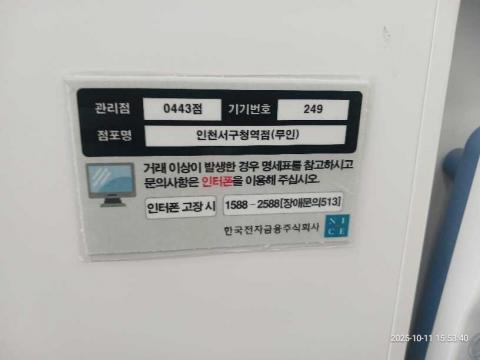 관리점 0443점 기기번호 249
점포명 인천서구청역점(무인)
거래 이상이 발생한 경우 명세표를 참고하시고
문의사항은 인터폰을 이용해 주십시오.
인터폰 고장 시 1588-2588[장애문의513]
한국전자금융주식회사 NICE
2025-10-11 15:53:40